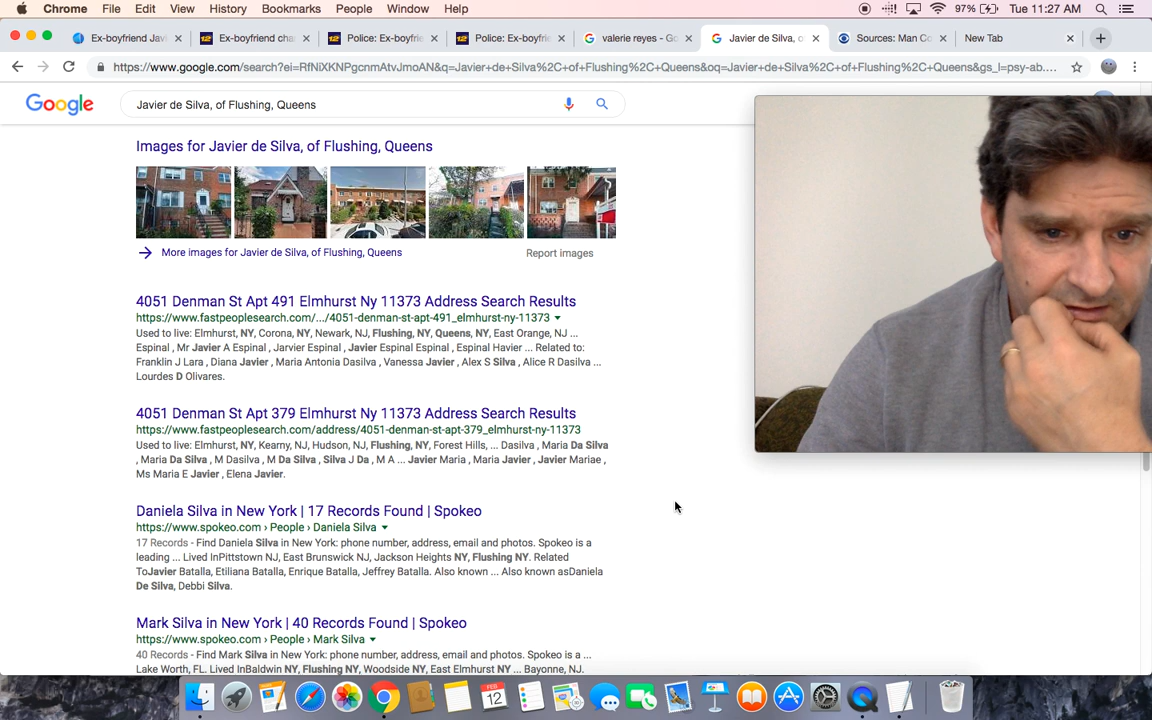 Chrome File Edit View History Bookmarks People Window Help 97% Tue 11:27 AM
Ex-boyfriend Javi × Ex-boyfriend cha × Police: Ex-boyfrie × Police: Ex-boyfri × valerie reyes - Go × Javier de Silva, o × Sources: Man C × New Tab ×
https://www.google.com/search?ei=RfNiXKNPgcnmAtvJmoAN&q=Javier+de+Silva%2C+of+Flushing%2C+Queens&oq=Javier+de+Silva%2C+of+Flushing%2C+Queens&gs_l=psy-ab....
Google Javier de Silva, of Flushing, Queens
Images for Javier de Silva, of Flushing, Queens
More images for Javier de Silva, of Flushing, Queens Report images
4051 Denman St Apt 491 Elmhurst Ny 11373 Address Search Results
https://www.fastpeoplesearch.com/.../4051-denman-st-apt-491_elmhurst-ny-11373
Used to live: Elmhurst, NY, Corona, NY, Newark, NJ, Flushing, NY, Queens, NY, East Orange, NJ ...
Espinal , Mr Javier A Espinal , Jarvier Espinal , Javier Espinal Espinal , Espinal Havier ... Related to:
Franklin J Lara , Diana Javier , Maria Antonia Dasilva , Vanessa Javier , Alex S Silva , Alice R Dasilva ...
Lourdes D Olivares.
4051 Denman St Apt 379 Elmhurst Ny 11373 Address Search Results
https://www.fastpeoplesearch.com/address/4051-denman-st-apt-379_elmhurst-ny-11373
Used to live: Elmhurst, NY, Kearny, NJ, Hudson, NJ, Flushing, NY, Forest Hills, ... Dasilva , Maria Da Silva
, Maria Da Silva , M Dasilva , M Da Silva , Silva J Da , M A ... Javier Maria , Maria Javier , Javier Mariae ,
Ms Maria E Javier , Elena Javier.
Daniela Silva in New York | 17 Records Found | Spokeo
https://www.spokeo.com › People › Daniela Silva
17 Records - Find Daniela Silva in New York: phone number, address, email and photos. Spokeo is a
leading ... Lived InPittstown NJ, East Brunswick NJ, Jackson Heights NY, Flushing NY. Related
ToJavier Batalla, Etiliana Batalla, Enrique Batalla, Jeffrey Batalla. Also known ... Also known asDaniela
De Silva, Debbi Silva.
Mark Silva in New York | 40 Records Found | Spokeo
https://www.spokeo.com › People › Mark Silva
40 Records - Find Mark Silva in New York: phone number, address, email and photos. Spokeo is a ...
Lake Worth, FL. Lived InBaldwin NY, Flushing NY, Woodside NY, East Elmhurst NY ... Bayonne, NJ.
FEB
12